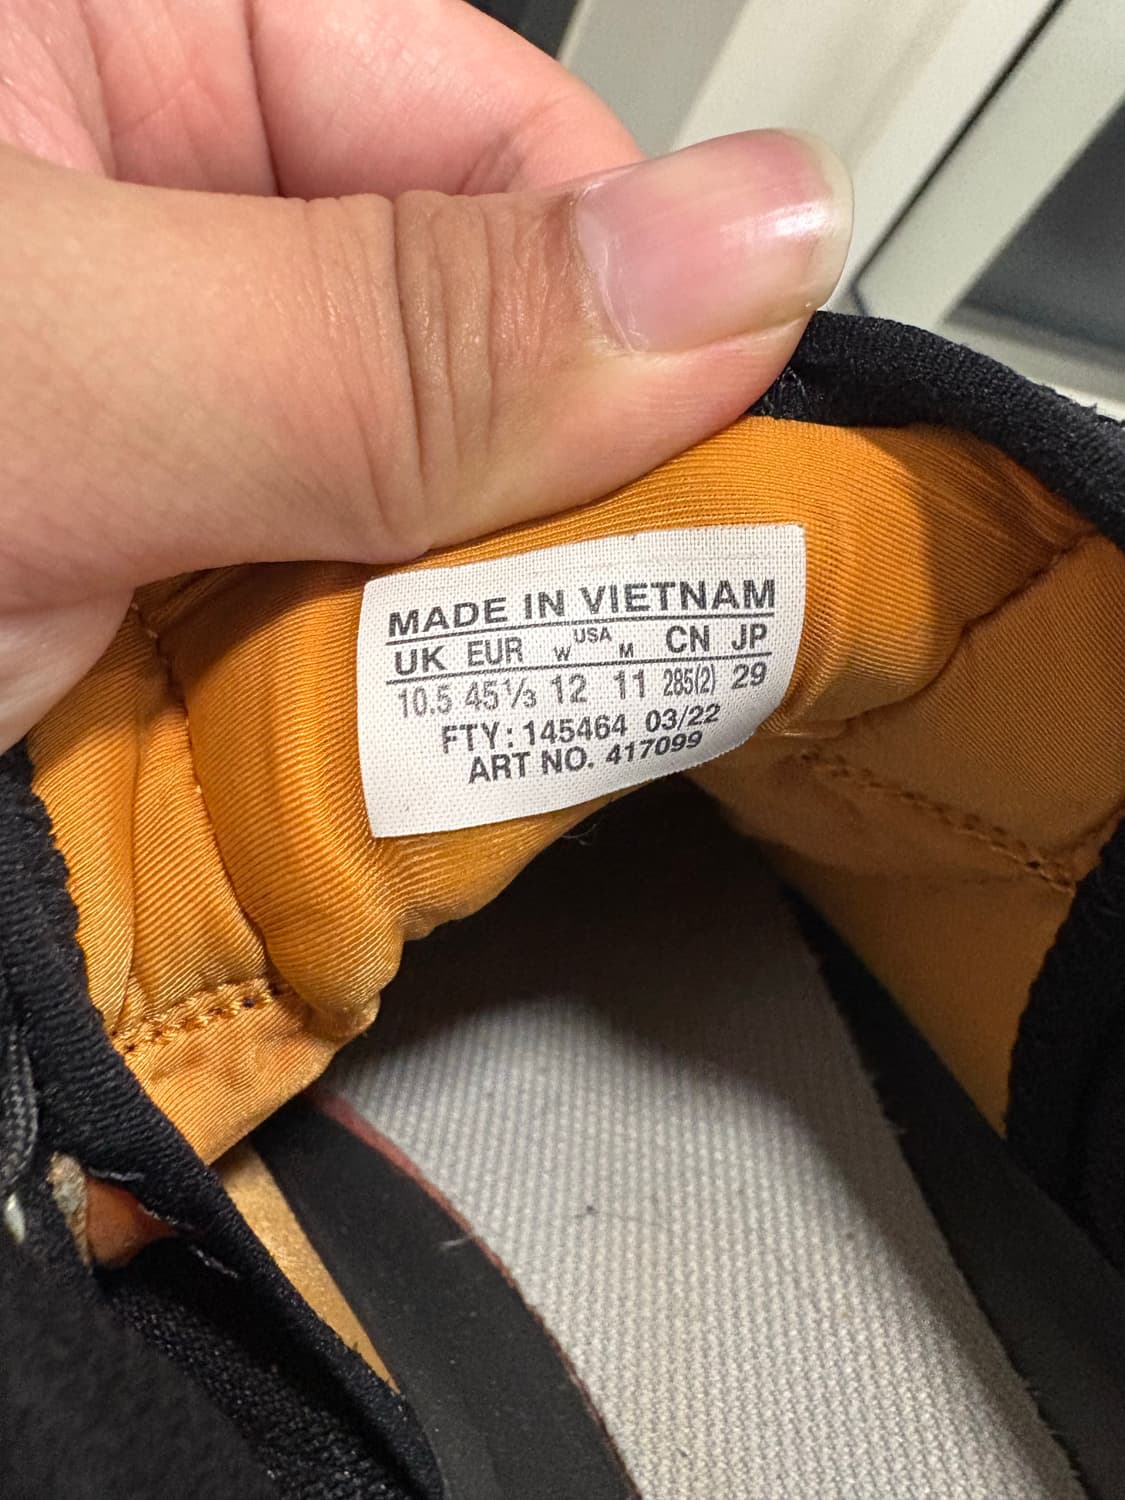 MADE IN VIETNAM
UK EUR W USA M CN JP
10.5 45⅓ 12 11 285(2) 29
FTY: 145464 03/22
ART NO. 417099